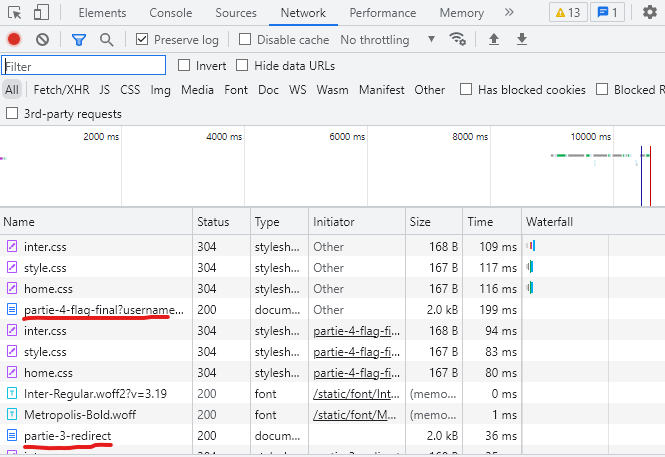 Elements Console Sources Network Performance Memory » 13 1
Preserve log Disable cache No throttling
Filter Invert Hide data URLs
All Fetch/XHR JS CSS Img Media Font Doc WS Wasm Manifest Other Has blocked cookies Blocked R
3rd-party requests
2000 ms 4000 ms 6000 ms 8000 ms 10000 ms
Name Status Type Initiator Size Time Waterfall
inter.css 304 stylesh... Other 168 B 109 ms
style.css 304 stylesh... Other 167 B 117 ms
home.css 304 stylesh... Other 167 B 116 ms
partie-4-flag-final?username... 200 docum... Other 2.0 kB 199 ms
inter.css 304 stylesh... partie-4-flag-fi... 168 B 94 ms
style.css 304 stylesh... partie-4-flag-fi... 167 B 83 ms
home.css 304 stylesh... partie-4-flag-fi... 167 B 80 ms
Inter-Regular.woff2?v=3.19 200 font /static/font/Int... (memo... 0 ms
Metropolis-Bold.woff 200 font /static/font/M... (memo... 1 ms
partie-3-redirect 200 docum... 2.0 kB 36 ms